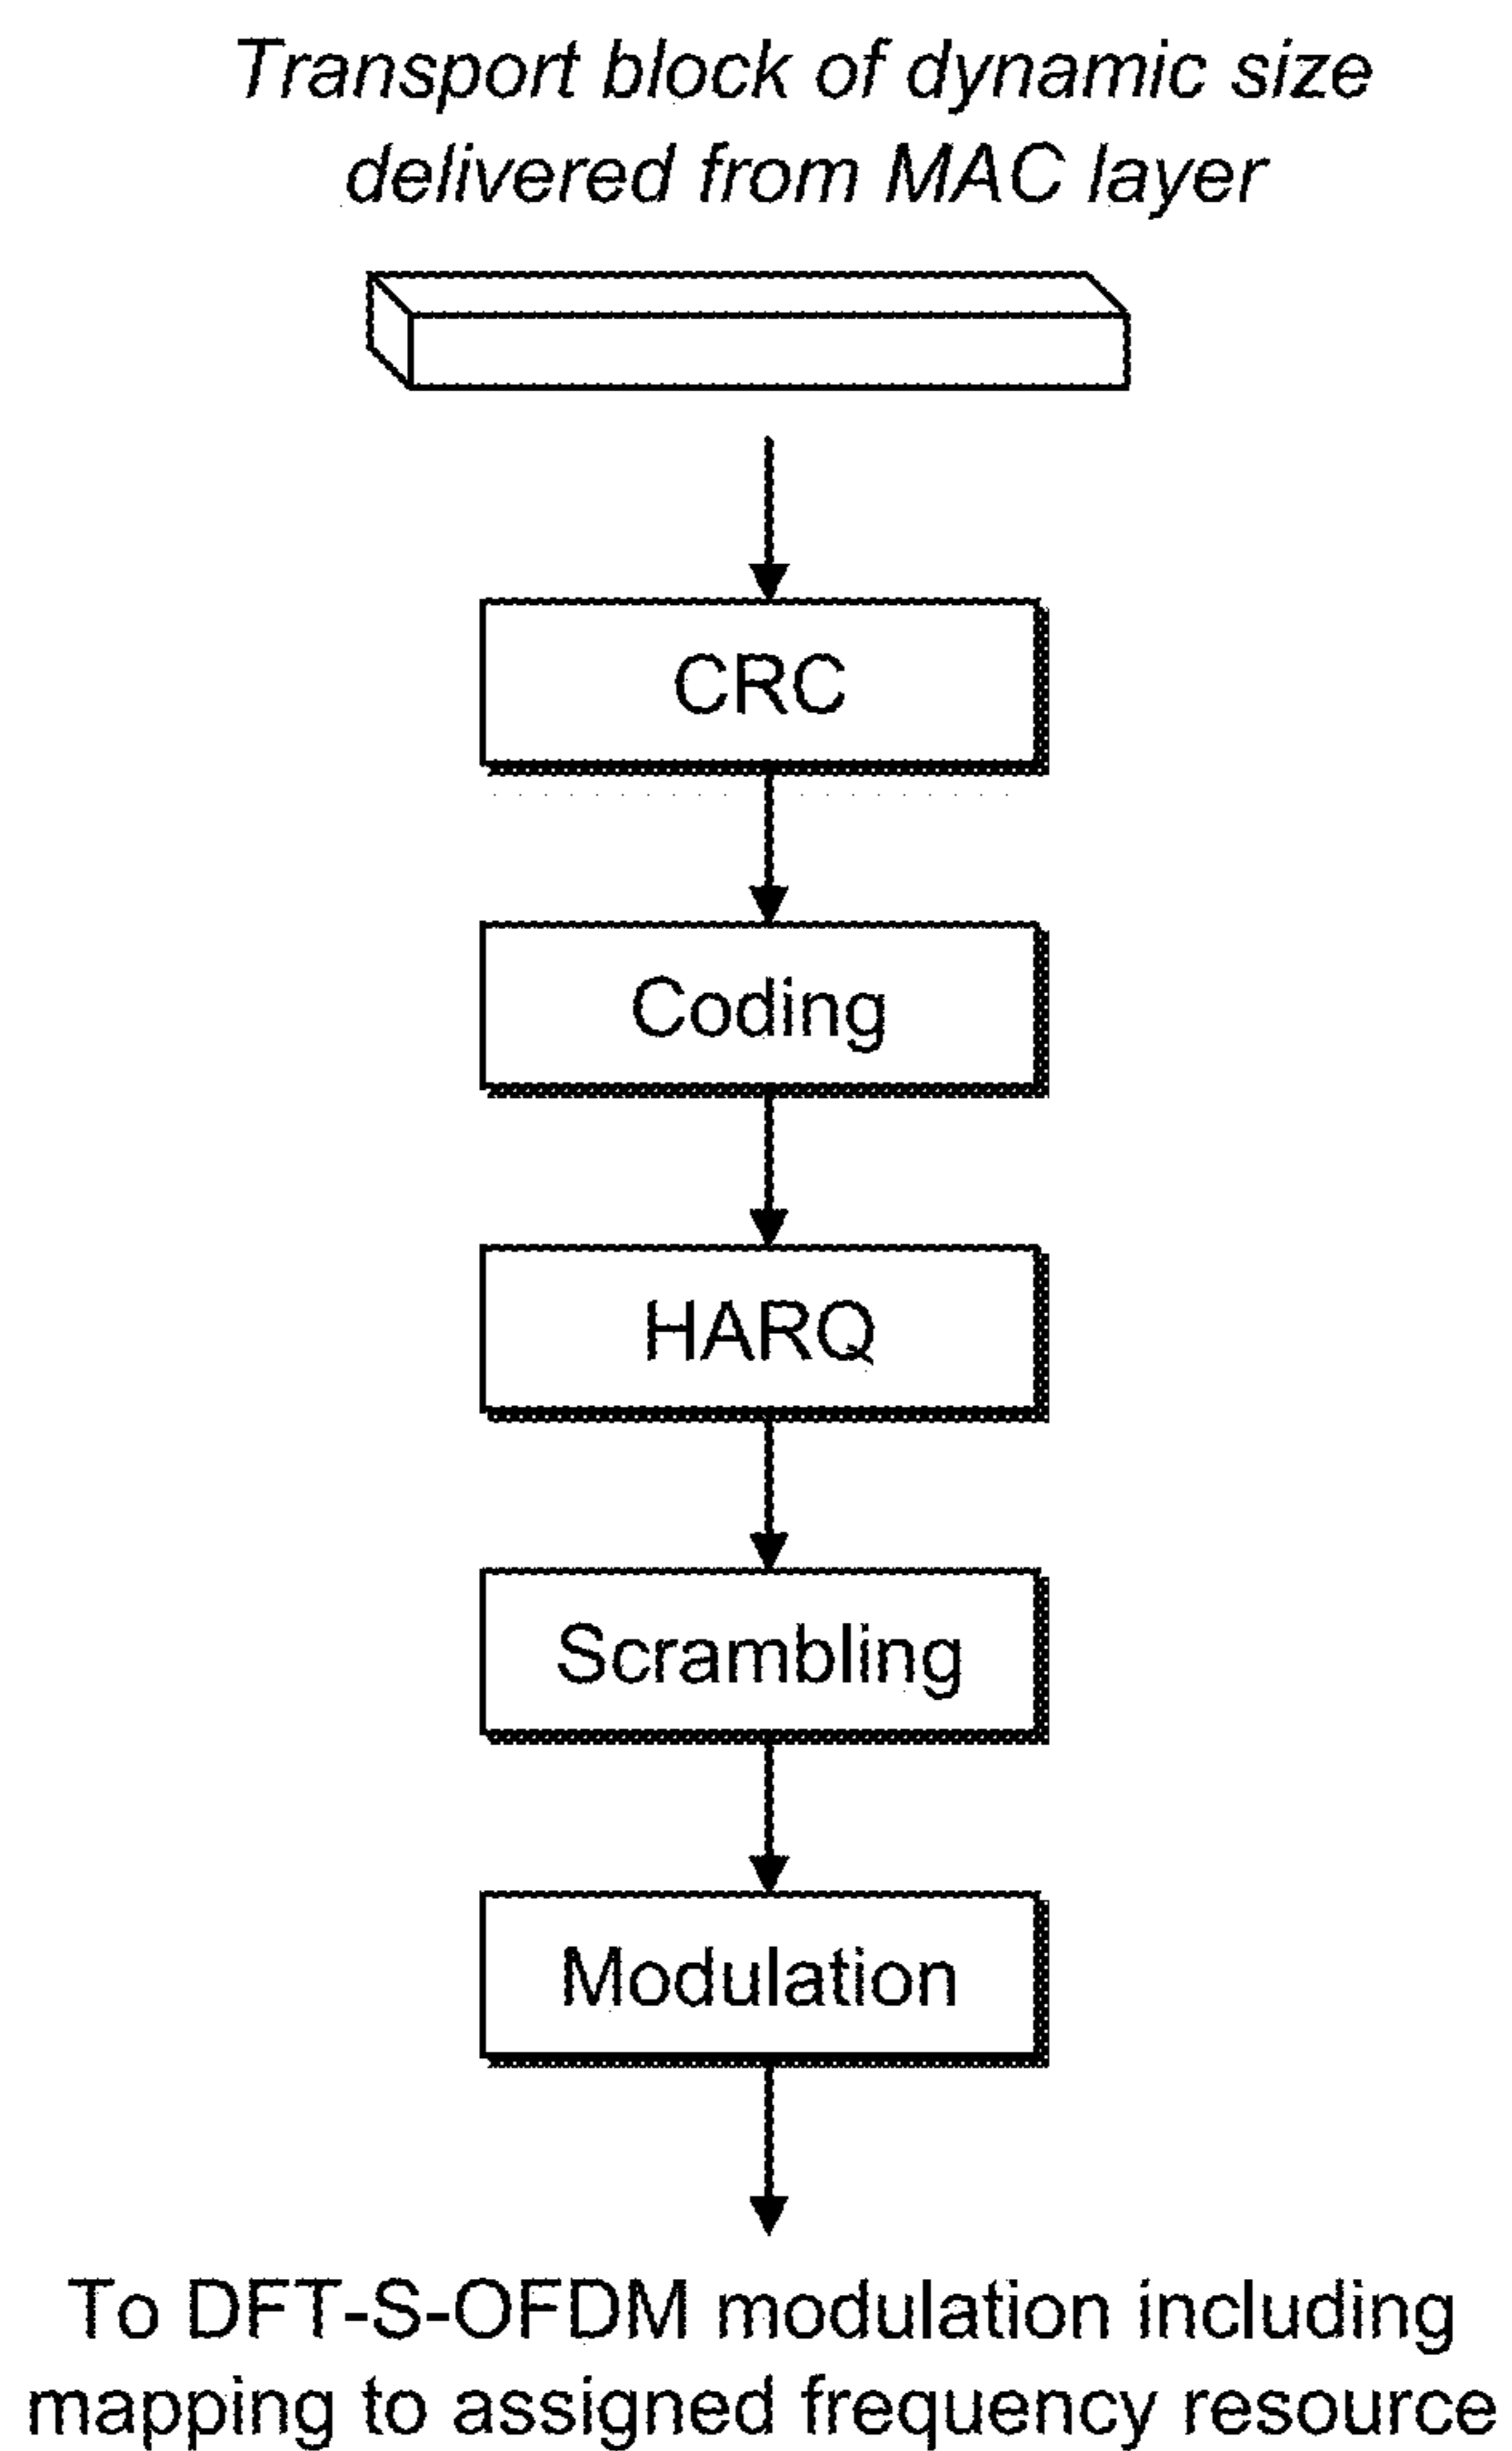 Transport block of dynamic size
delivered from MAC layer
CRC
Coding
HARQ
Scrambling
Modulation
To DFT-S-OFDM modulation including
mapping to assigned frequency resource